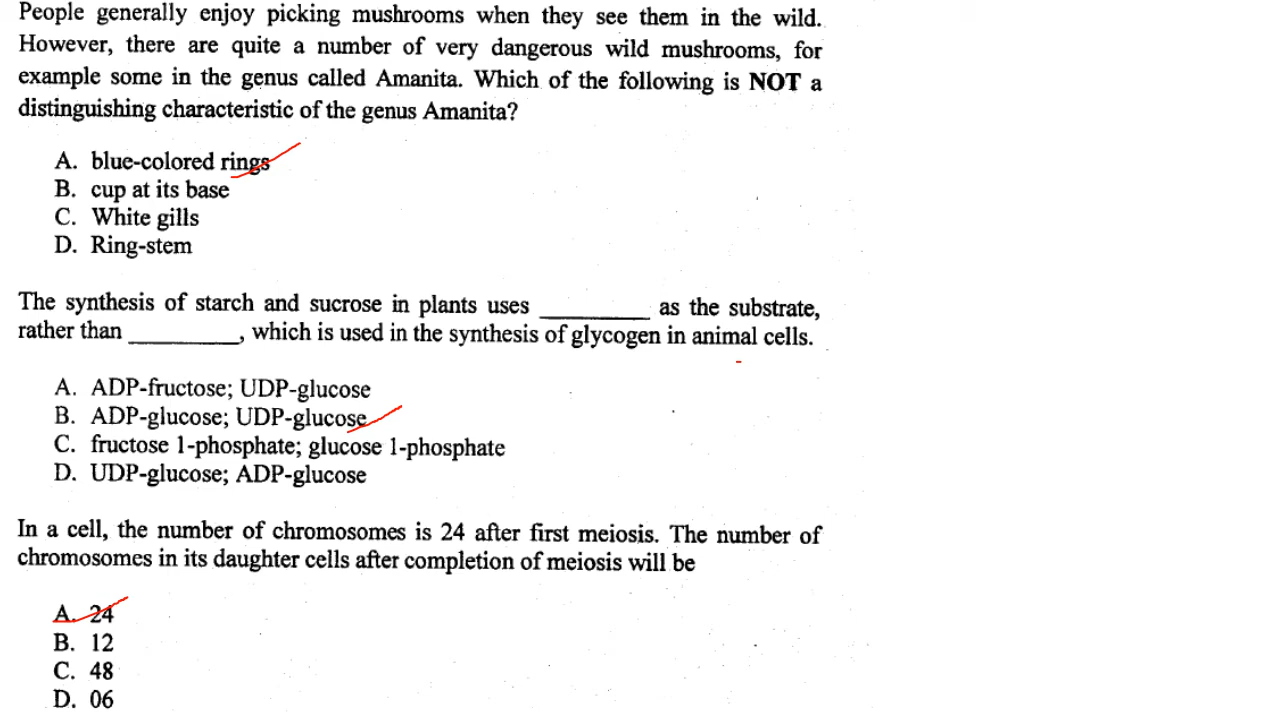 People generally enjoy picking mushrooms when they see them in the wild.
However, there are quite a number of very dangerous wild mushrooms, for
example some in the genus called Amanita. Which of the following is NOT a
distinguishing characteristic of the genus Amanita?
A. blue-colored rings
B. cup at its base
C. White gills
D. Ring-stem
The synthesis of starch and sucrose in plants uses _________ as the substrate,
rather than _________, which is used in the synthesis of glycogen in animal cells.
A. ADP-fructose; UDP-glucose
B. ADP-glucose; UDP-glucose
C. fructose 1-phosphate; glucose 1-phosphate
D. UDP-glucose; ADP-glucose
In a cell, the number of chromosomes is 24 after first meiosis. The number of
chromosomes in its daughter cells after completion of meiosis will be
A. 24
B. 12
C. 48
D. 06